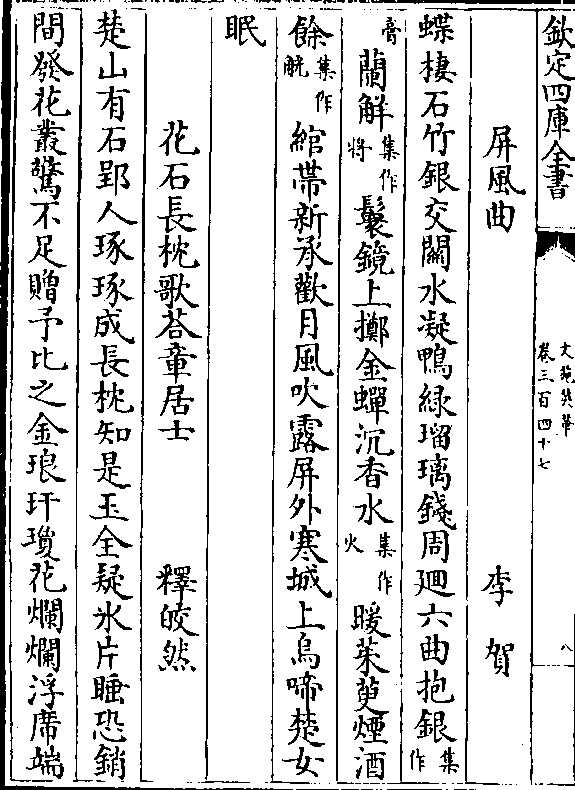 欽定四庫全書
文苑英華
卷三百四十七
八
屏風曲
李賀
蝶棲石竹銀交關水凝鴨緑瑠璃錢周廻六曲抱銀集作
膏蘭解集作將鬟鏡上擲金蟬沉香水集作火暖茱萸煙酒
餘集作觥綰帶新承歡月風吹露屏外寒城上烏啼楚女
眠
花石長枕歌荅章居士
釋皎然
楚山有石郢人琢琢成長枕知是玉全疑氷片睡恐銷
間發花叢驚不足贈予比之金琅玕瓊花爛爛浮席端